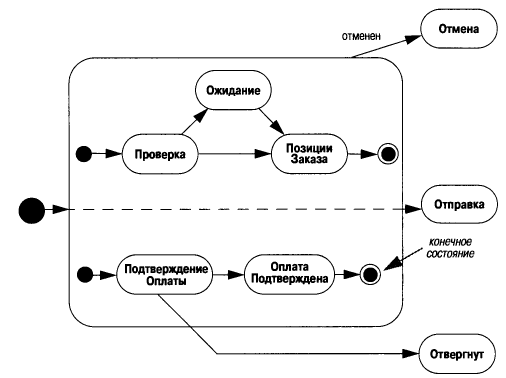 Отмена
отменен
Ожидание
Проверка
Позиции
Заказа
Отправка
конечное
состояние
Подтверждение
Оплаты
Оплата
Подтверждена
Отвергнут